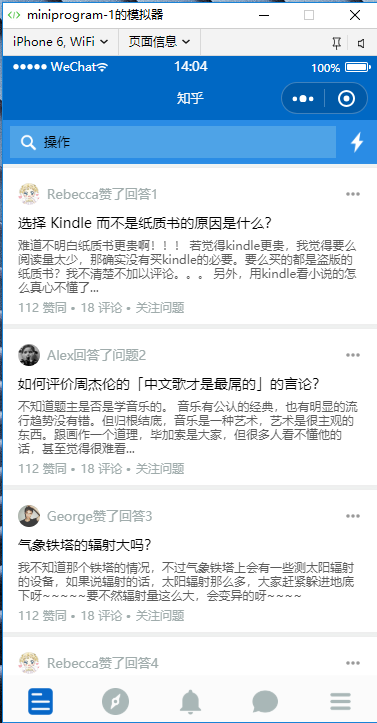 miniprogram-1的模拟器
iPhone 6, WiFi 页面信息
WeChat 14:04 100%
知乎
操作
Rebecca赞了回答1
选择 Kindle 而不是纸质书的原因是什么?
难道不明白纸质书更贵啊！！！ 若觉得kindle更贵，我觉得要么
阅读量太少，那确实没有买kindle的必要。要么买的都是盗版的
纸质书？我不清楚不加以评论。。。 另外，用kindle看小说的怎
么真心不懂了...
112 赞同 • 18 评论 • 关注问题
Alex回答了问题2
如何评价周杰伦的「中文歌才是最屌的」的言论?
不知道题主是否是学音乐的。 音乐有公认的经典，也有明显的流
行趋势没有错。但归根结底，音乐是一种艺术，艺术是很主观的
东西。跟画作一个道理，毕加索是大家，但很多人看不懂他的
话，甚至觉得很难看...
112 赞同 • 18 评论 • 关注问题
George赞了回答3
气象铁塔的辐射大吗?
我不知道那个铁塔的情况，不过气象铁塔上会有一些测太阳辐射
的设备，如果说辐射的话，太阳辐射那么多，大家赶紧躲进地底
下呀~~~~~要不然辐射量这么大，会变异的呀~~~~
112 赞同 • 18 评论 • 关注问题
Rebecca赞了回答4